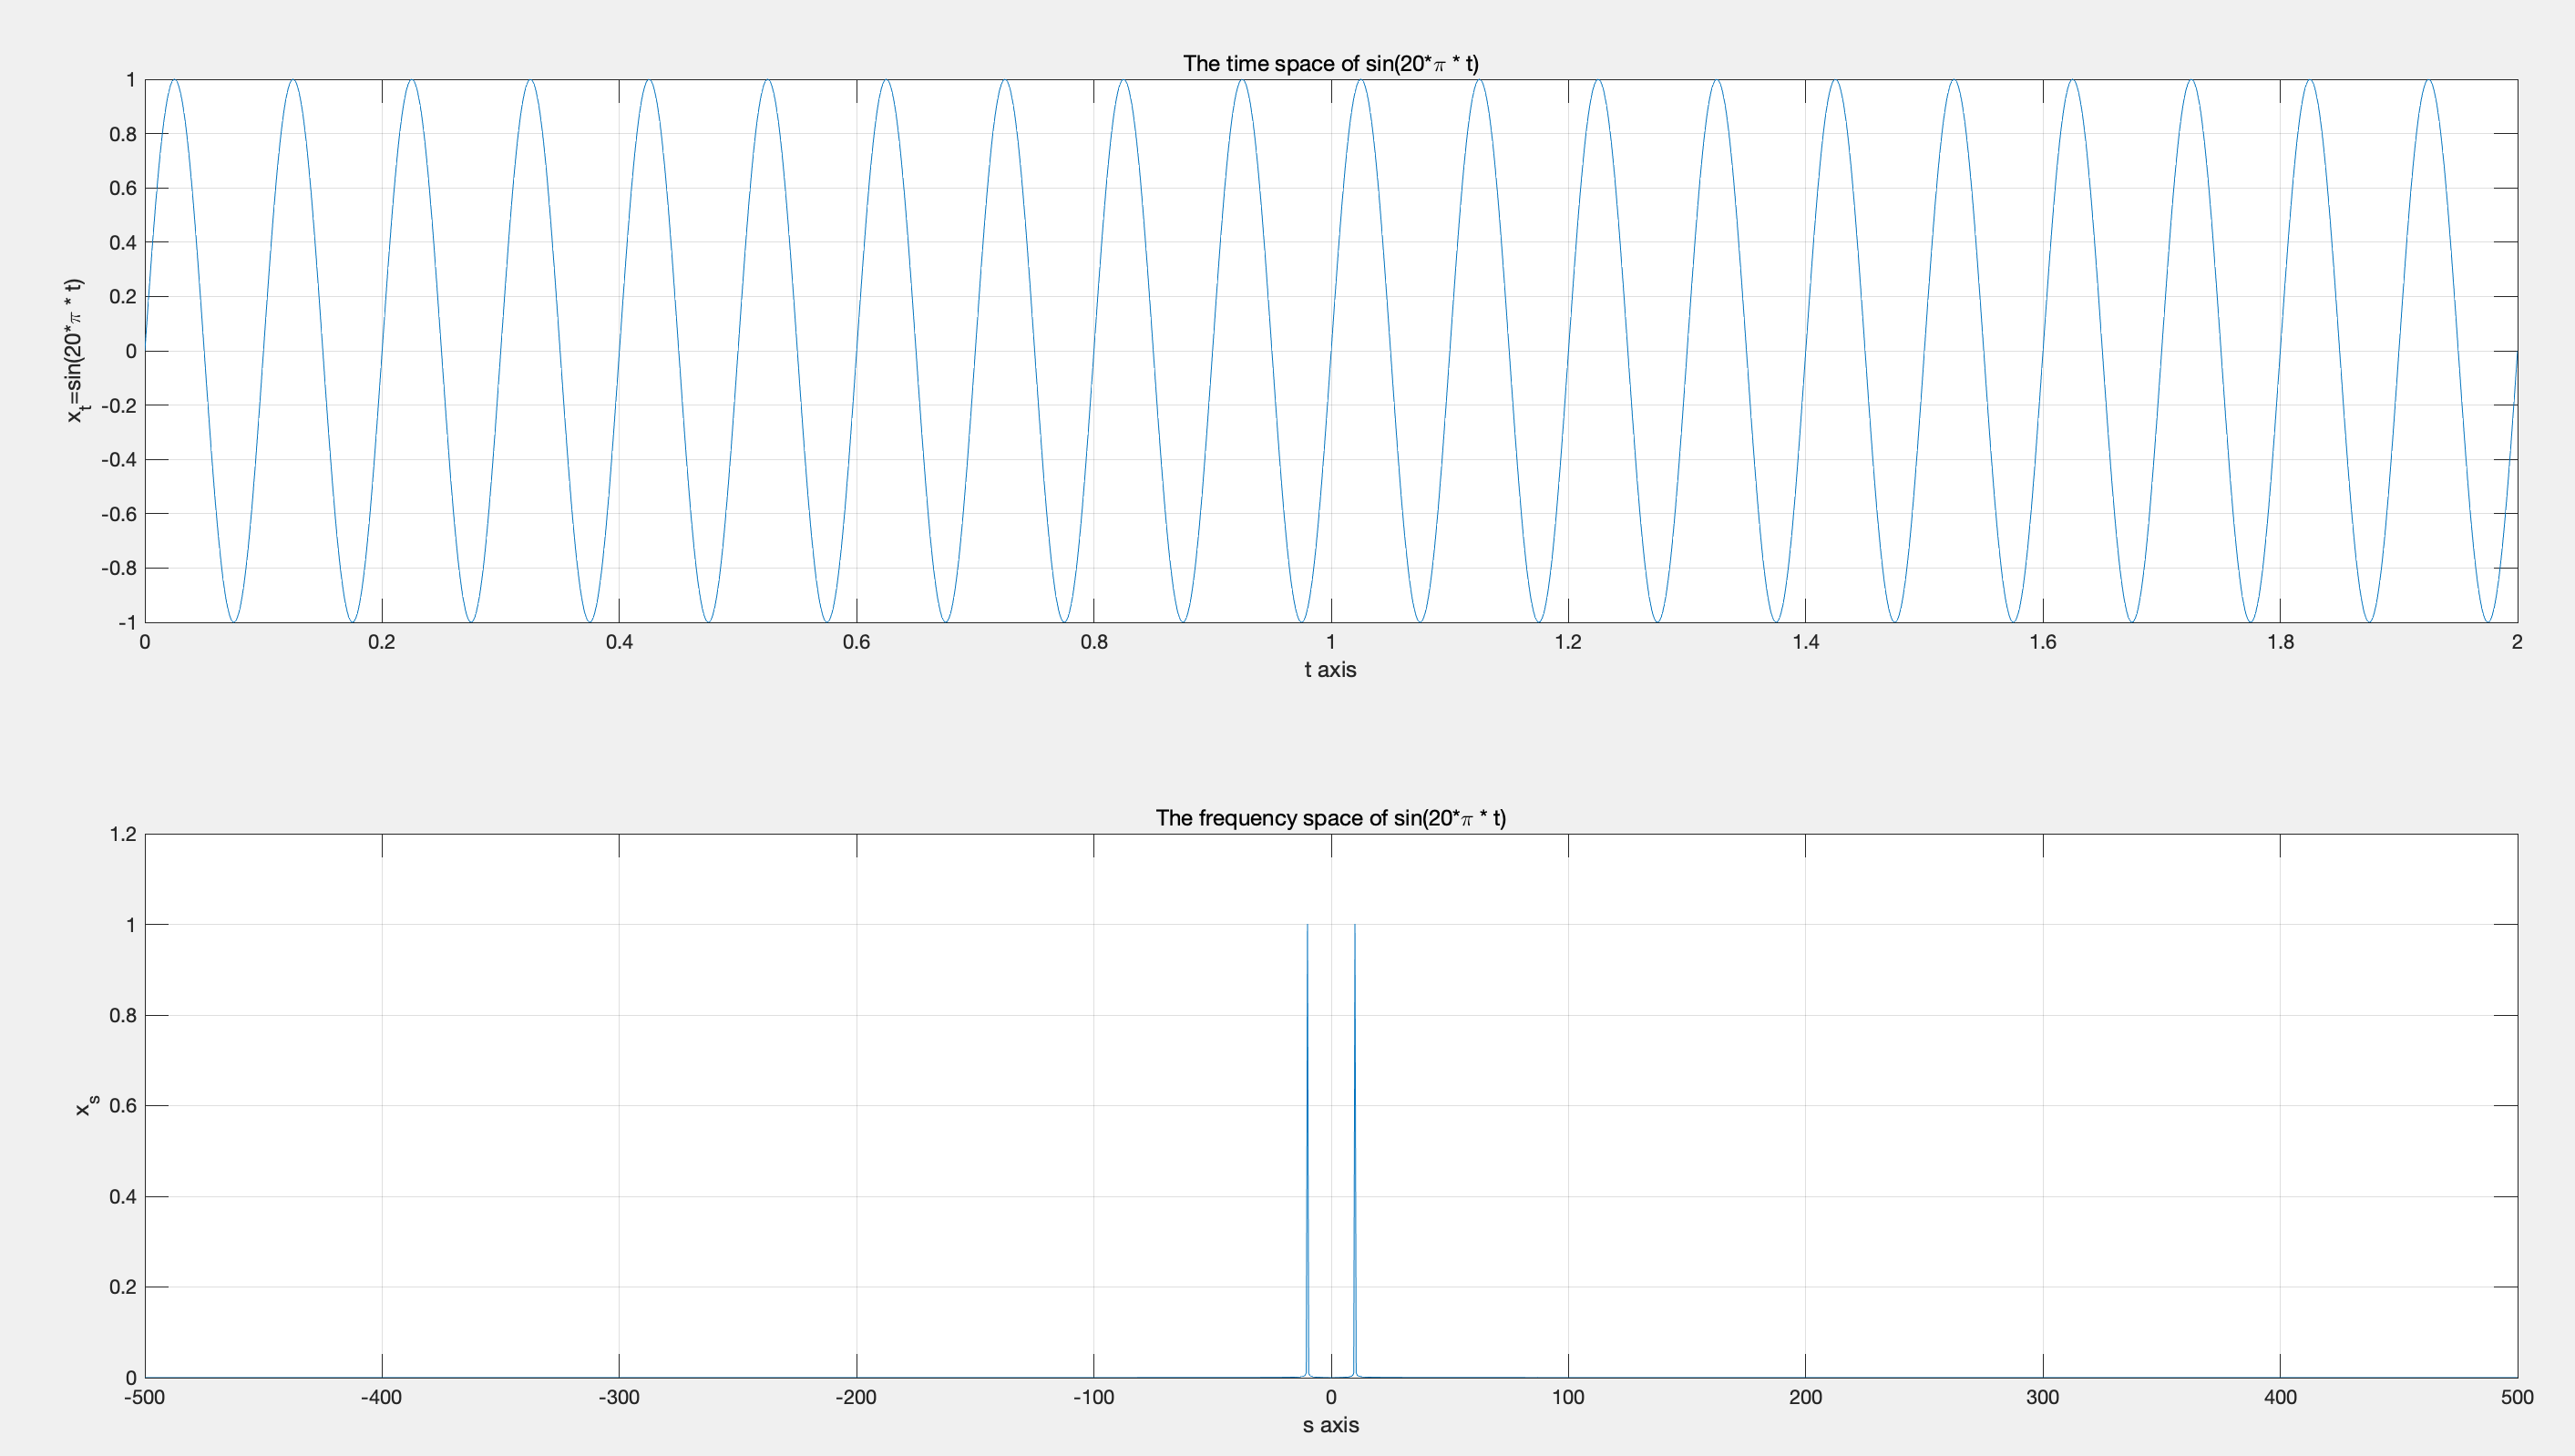 The time space of sin(20*π * t)
1
0.8
0.6
0.4
0.2
0
-0.2
-0.4
-0.6
-0.8
-1
x_t=sin(20*π * t)
0 0.2 0.4 0.6 0.8 1 1.2 1.4 1.6 1.8 2
t axis
The frequency space of sin(20*π * t)
1.2
1
0.8
0.6
0.4
0.2
0
x_s
-500 -400 -300 -200 -100 0 100 200 300 400 500
s axis